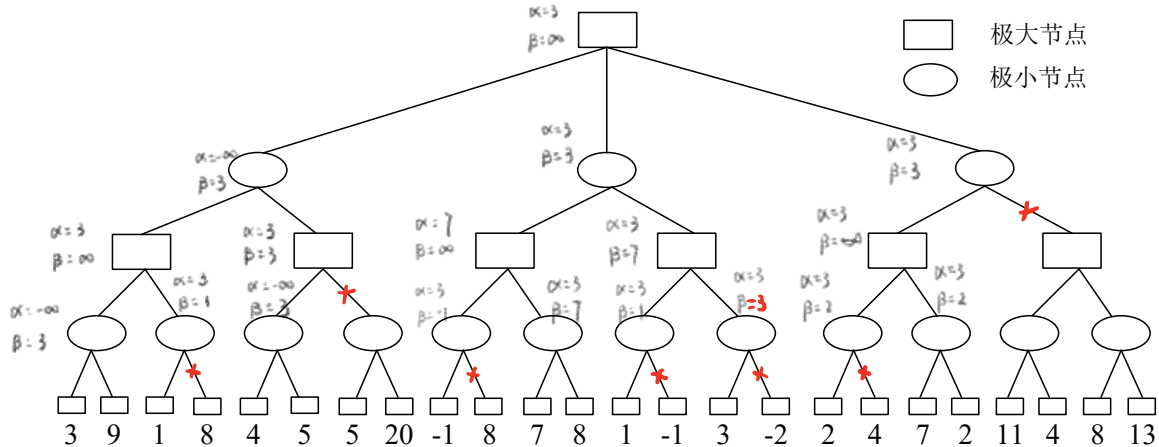 α=3
β=∞
极大节点
极小节点
α=-∞
β=3
α=3
β=3
α=3
β=3
α=3
β=∞
α=3
β=3
α=7
β=∞
α=3
β=7
α=3
α=-∞
β=3
α=3
β=1
α=-∞
β=3
α=3
β=-1
α=3
β=7
α=3
β=1
α=3
β=3
α=3
β=2
α=3
β=2
3 9 1 8 4 5 5 20 -1 8 7 8 1 -1 3 -2 2 4 7 2 11 4 8 13